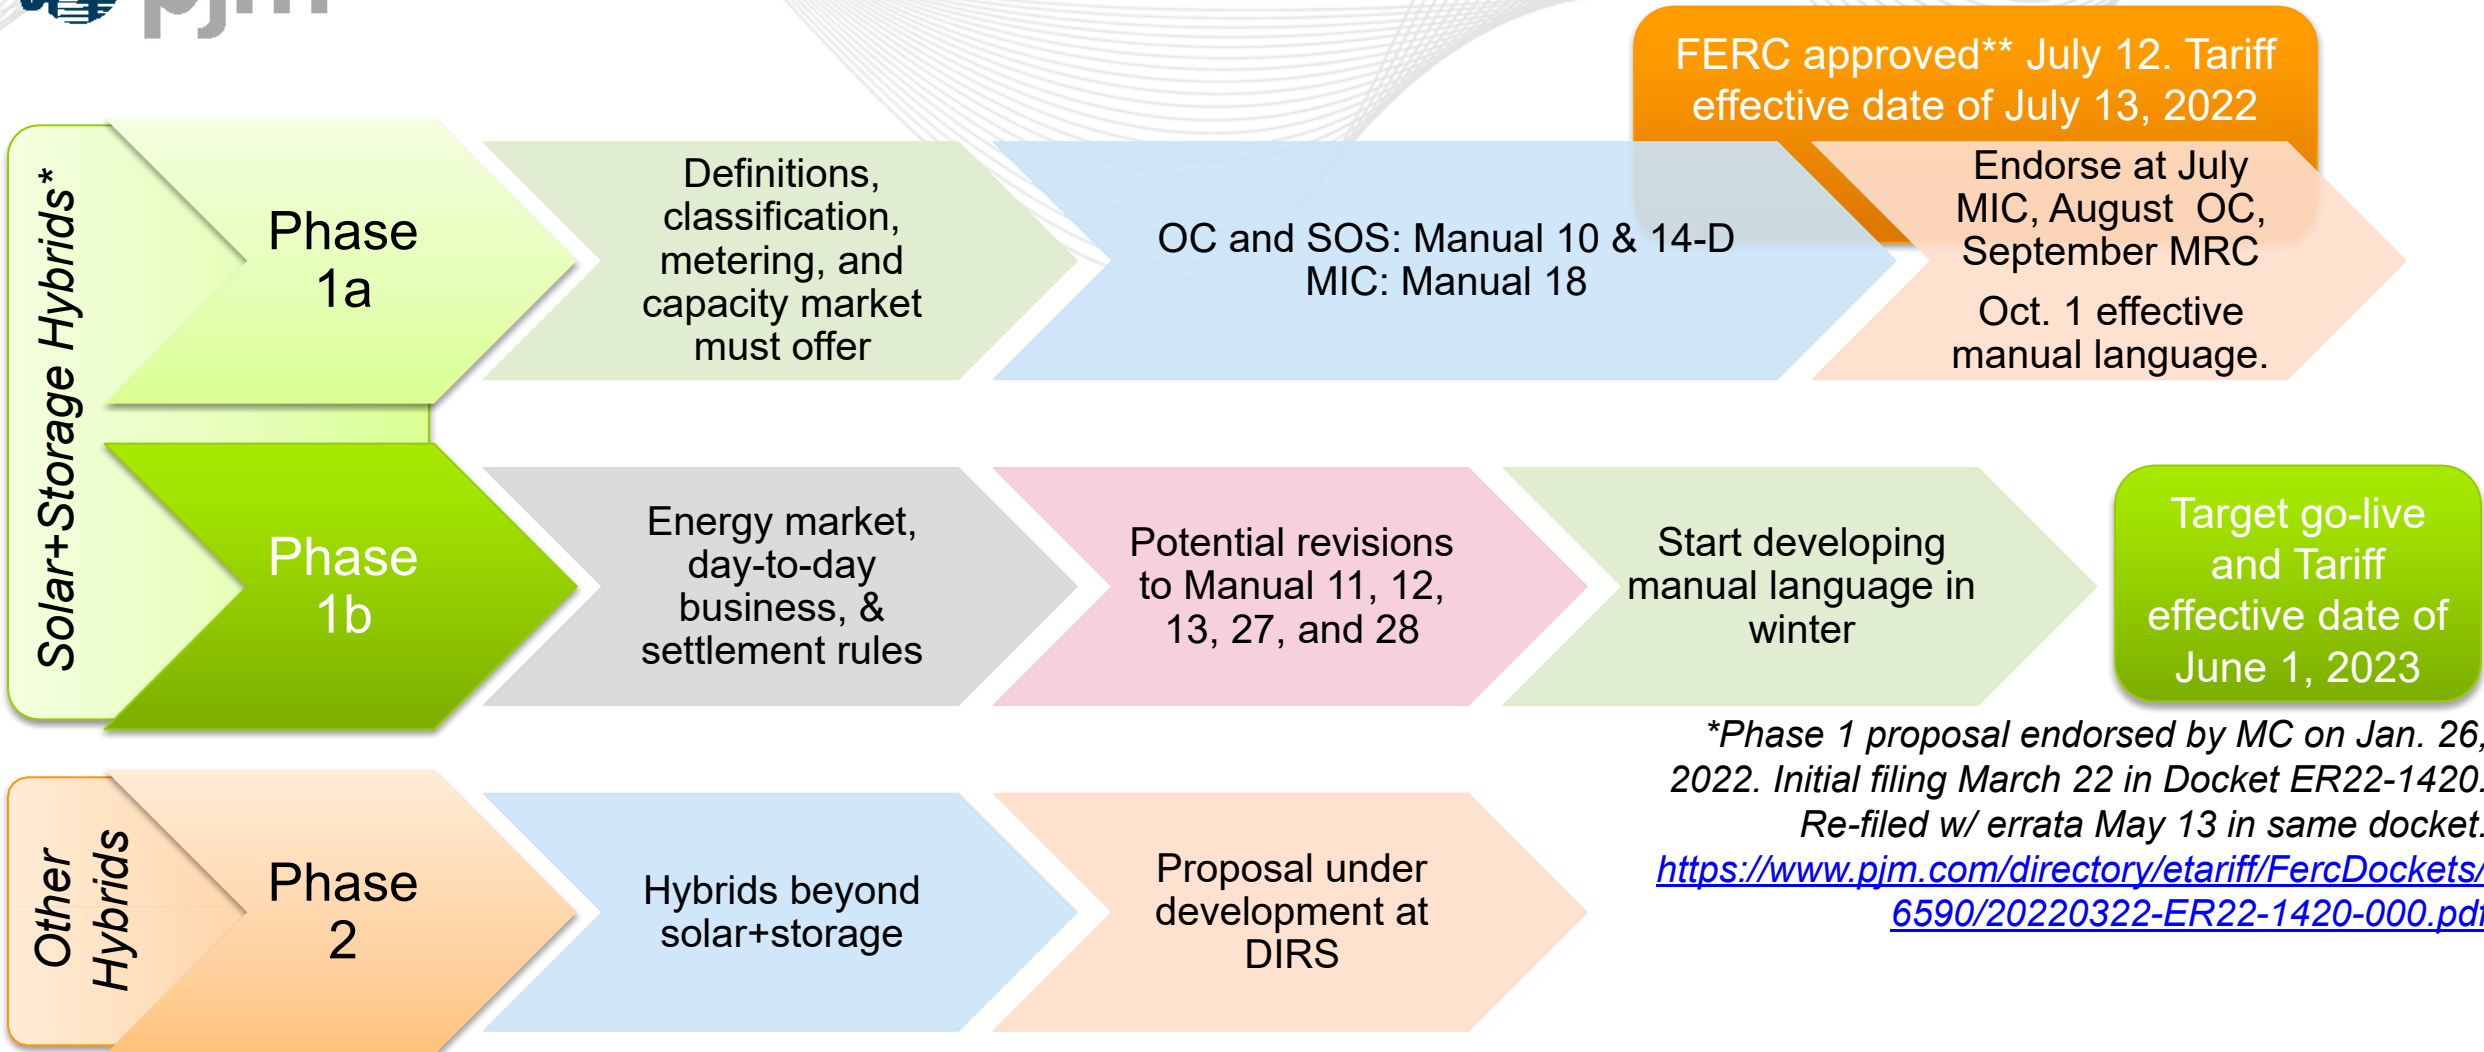 pjm
FERC approved** July 12. Tariff
effective date of July 13, 2022
Solar+Storage Hybrids*
Phase
1a
Definitions,
classification,
metering, and
capacity market
must offer
OC and SOS: Manual 10 & 14-D
MIC: Manual 18
Endorse at July
MIC, August  OC,
September MRC
Oct. 1 effective
manual language.
Phase
1b
Energy market,
day-to-day
business, &
settlement rules
Potential revisions
to Manual 11, 12,
13, 27, and 28
Start developing
manual language in
winter
Target go-live
and Tariff
effective date of
June 1, 2023
*Phase 1 proposal endorsed by MC on Jan. 26,
2022. Initial filing March 22 in Docket ER22-1420.
Re-filed w/ errata May 13 in same docket.
https://www.pjm.com/directory/etariff/FercDockets/
6590/20220322-ER22-1420-000.pdf
Other
Hybrids
Phase
2
Hybrids beyond
solar+storage
Proposal under
development at
DIRS